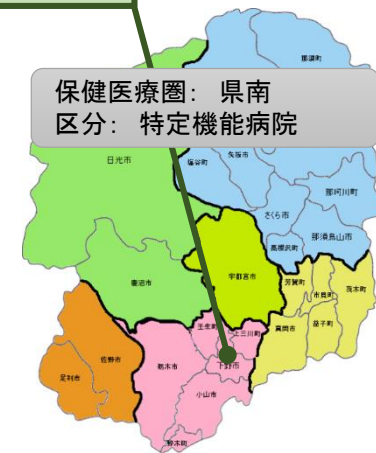 那須町
保健医療圏： 県南
区分： 特定機能病院
日光市
塩谷町
矢板市
那珂川町
さくら市
那須烏山市
高根沢町
宇都宮市
芳賀町
茂木町
市貝町
鹿沼市
益子町
真岡市
壬生町
上三川町
佐野市
栃木市
下野市
足利市
小山市
野木町